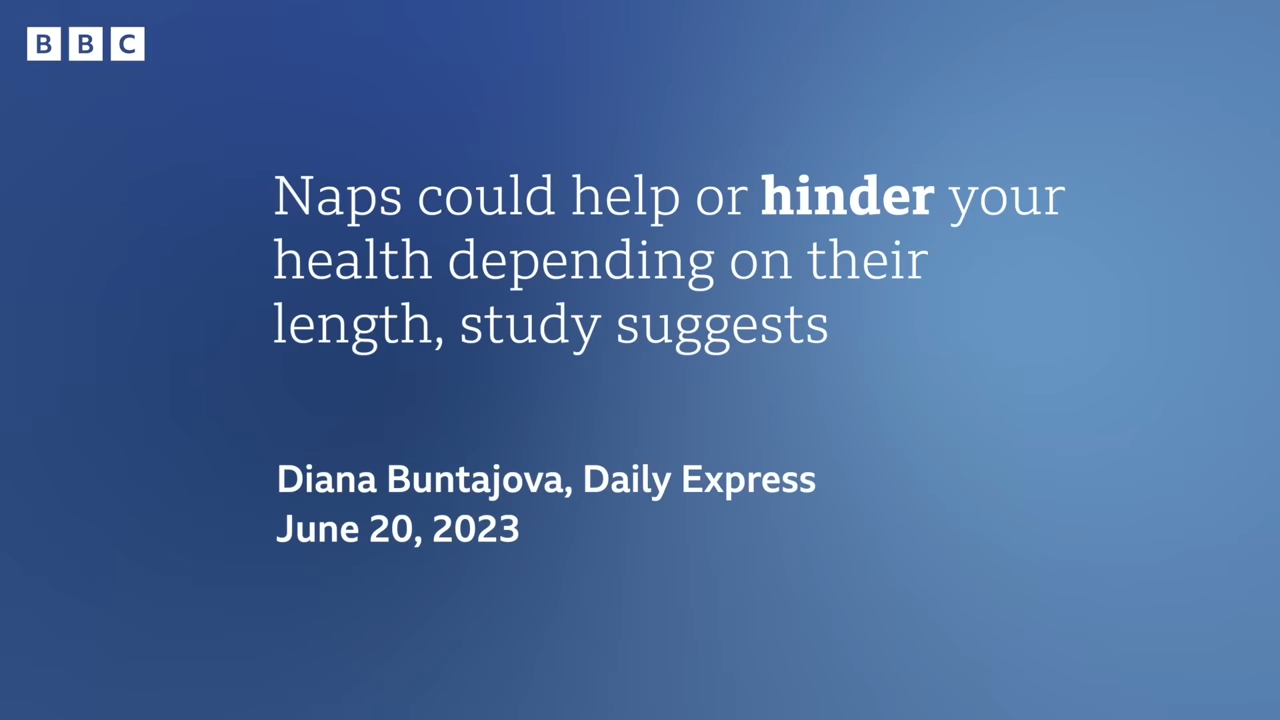 BBC
Naps could help or hinder your
health depending on their
length, study suggests
Diana Buntajova, Daily Express
June 20, 2023